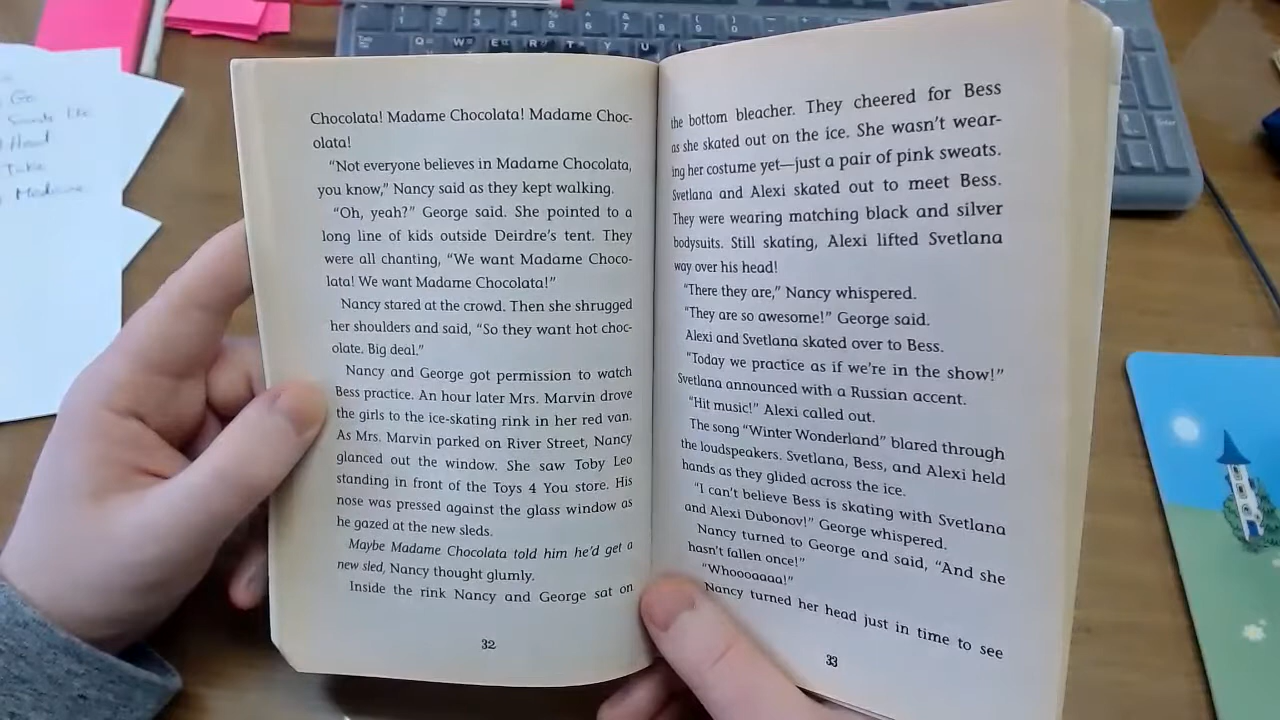 Go
Head
Take
Madame
1 2 3 4 5 6 7 8 9 0
Q W E R T Y U I
Chocolata! Madame Chocolata! Madame Choc-
olata!
“Not everyone believes in Madame Chocolata,
you know,” Nancy said as they kept walking.
“Oh, yeah?” George said. She pointed to a
long line of kids outside Deirdre’s tent. They
were all chanting, “We want Madame Choco-
lata! We want Madame Chocolata!”
Nancy stared at the crowd. Then she shrugged
her shoulders and said, “So they want hot choc-
olate. Big deal.”
Nancy and George got permission to watch
Bess practice. An hour later Mrs. Marvin drove
the girls to the ice-skating rink in her red van.
As Mrs. Marvin parked on River Street, Nancy
glanced out the window. She saw Toby Leo
standing in front of the Toys 4 You store. His
nose was pressed against the glass window as
he gazed at the new sleds.
Maybe Madame Chocolata told him he’d get a
new sled, Nancy thought glumly.
Inside the rink Nancy and George sat on
32
the bottom bleacher. They cheered for Bess
as she skated out on the ice. She wasn’t wear-
ing her costume yet—just a pair of pink sweats.
Svetlana and Alexi skated out to meet Bess.
They were wearing matching black and silver
bodysuits. Still skating, Alexi lifted Svetlana
way over his head!
“There they are,” Nancy whispered.
“They are so awesome!” George said.
Alexi and Svetlana skated over to Bess.
“Today we practice as if we’re in the show!”
Svetlana announced with a Russian accent.
“Hit music!” Alexi called out.
The song “Winter Wonderland” blared through
the loudspeakers. Svetlana, Bess, and Alexi held
hands as they glided across the ice.
“I can’t believe Bess is skating with Svetlana
and Alexi Dubonov!” George whispered.
Nancy turned to George and said, “And she
hasn’t fallen once!”
“Whoooaaaa!”
Nancy turned her head just in time to see
33